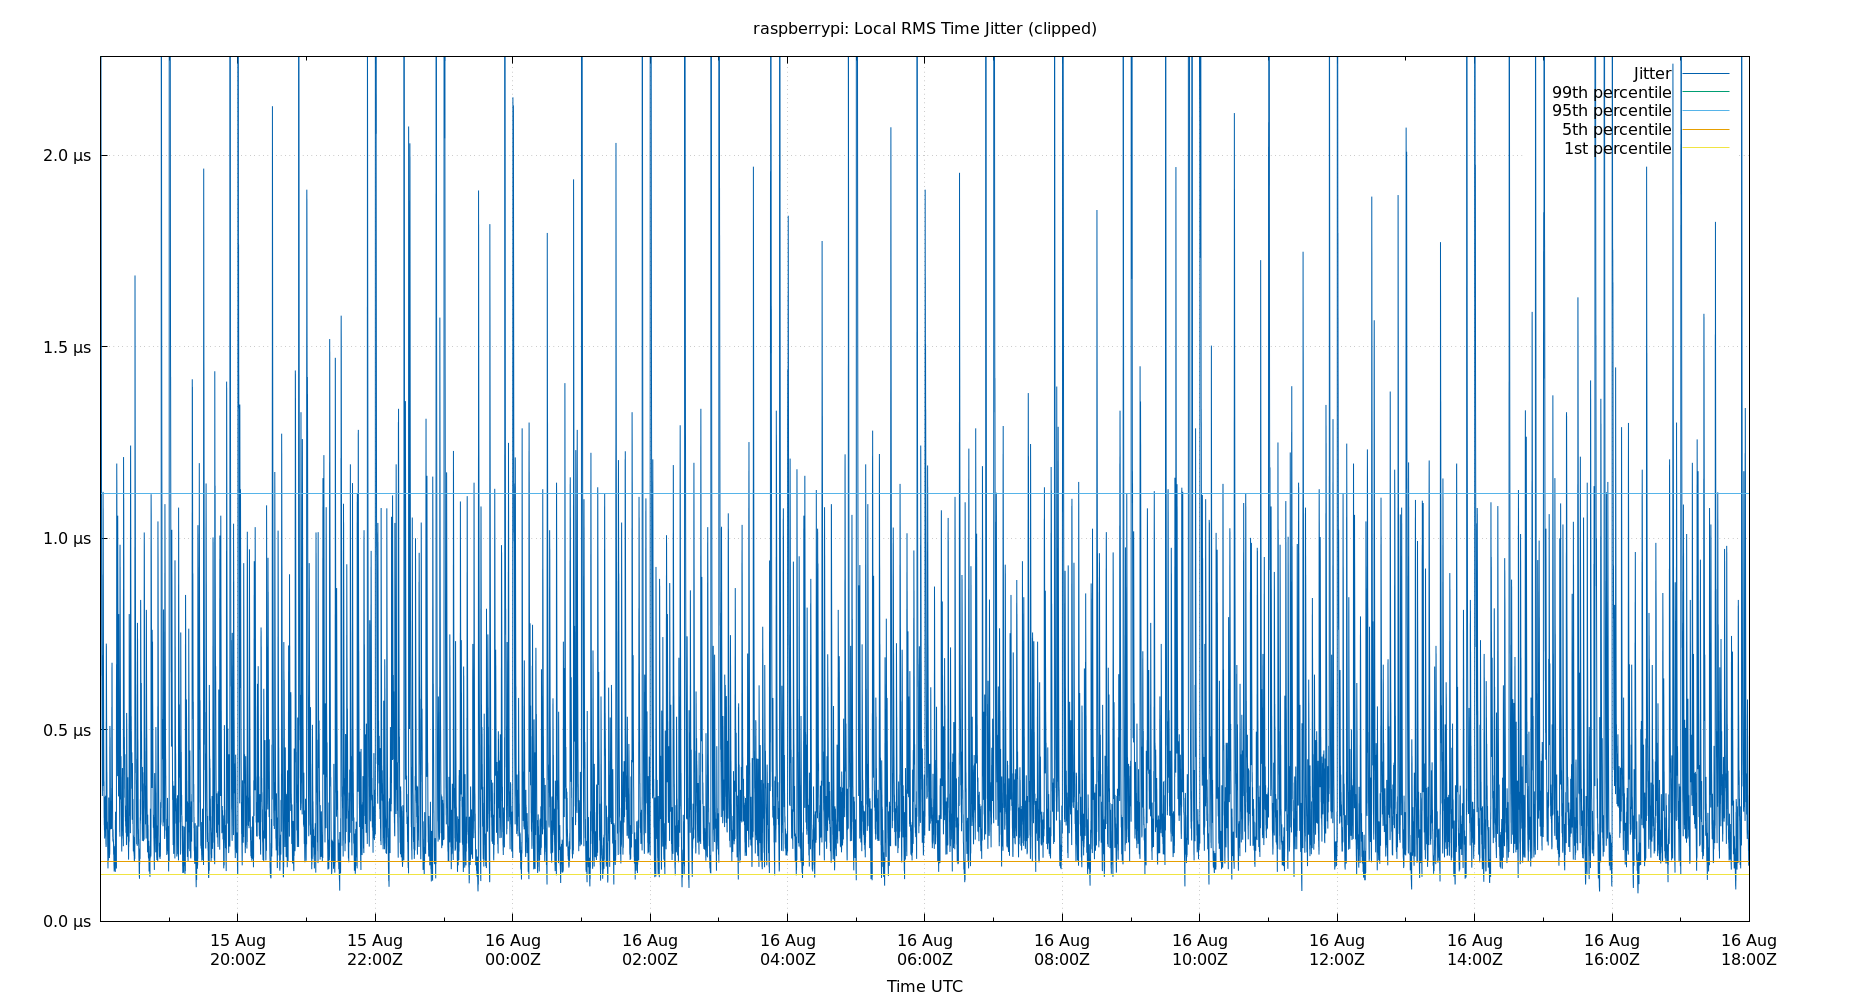 raspberrypi: Local RMS Time Jitter (clipped)
Jitter
99th percentile
95th percentile
5th percentile
1st percentile
2.0 µs
1.5 µs
1.0 µs
0.5 µs
0.0 µs
15 Aug 15 Aug 16 Aug 16 Aug 16 Aug 16 Aug 16 Aug 16 Aug 16 Aug 16 Aug 16 Aug 16 Aug
20:00Z 22:00Z 00:00Z 02:00Z 04:00Z 06:00Z 08:00Z 10:00Z 12:00Z 14:00Z 16:00Z 18:00Z
Time UTC